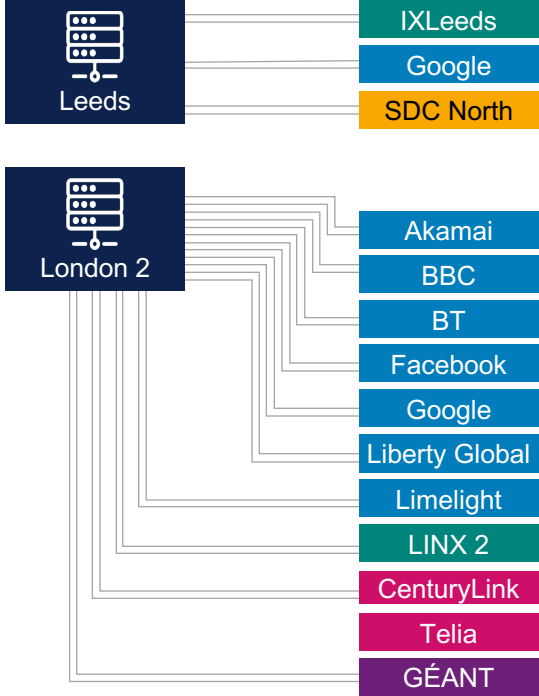 Leeds
IXLeeds
Google
SDC North
London 2
Akamai
BBC
BT
Facebook
Google
Liberty Global
Limelight
LINX 2
CenturyLink
Telia
GÉANT